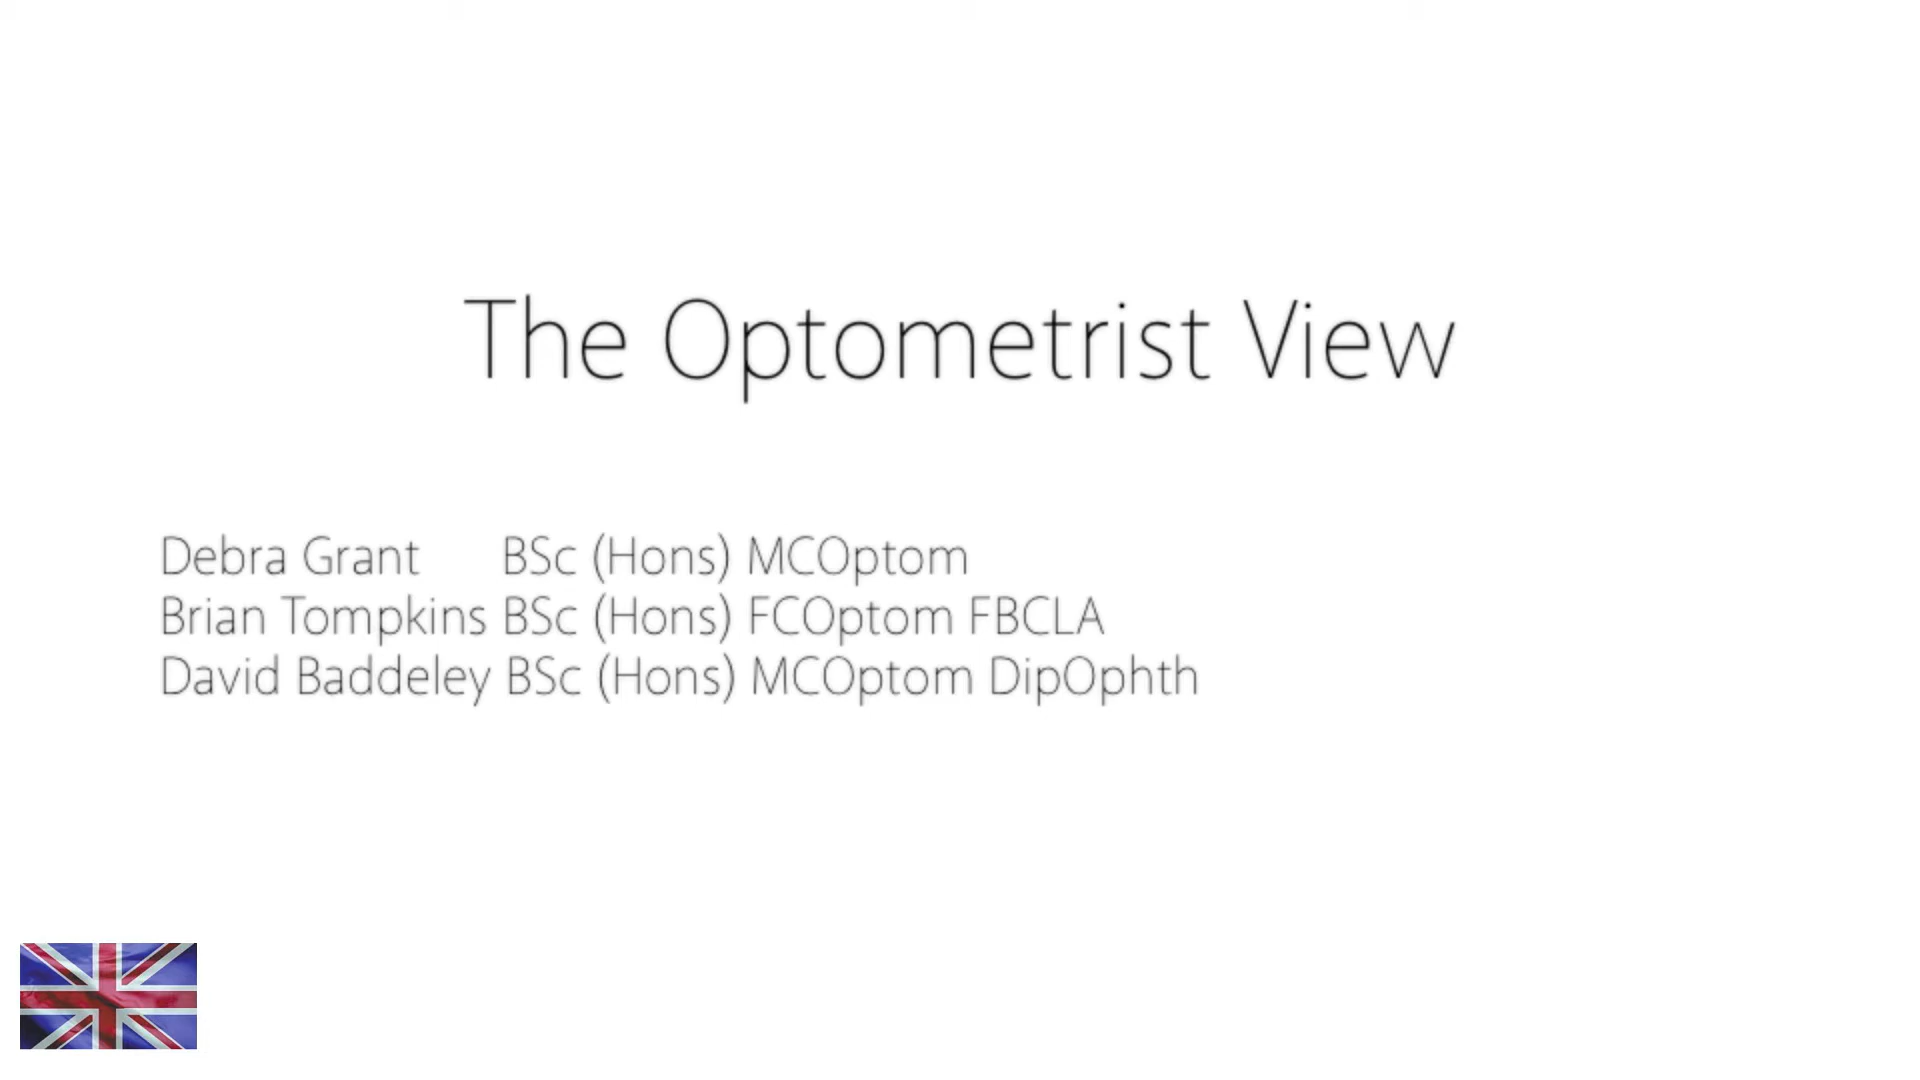 The Optometrist View
Debra Grant BSc (Hons) MCOptom
Brian Tompkins BSc (Hons) FCOptom FBCLA
David Baddeley BSc (Hons) MCOptom DipOphth